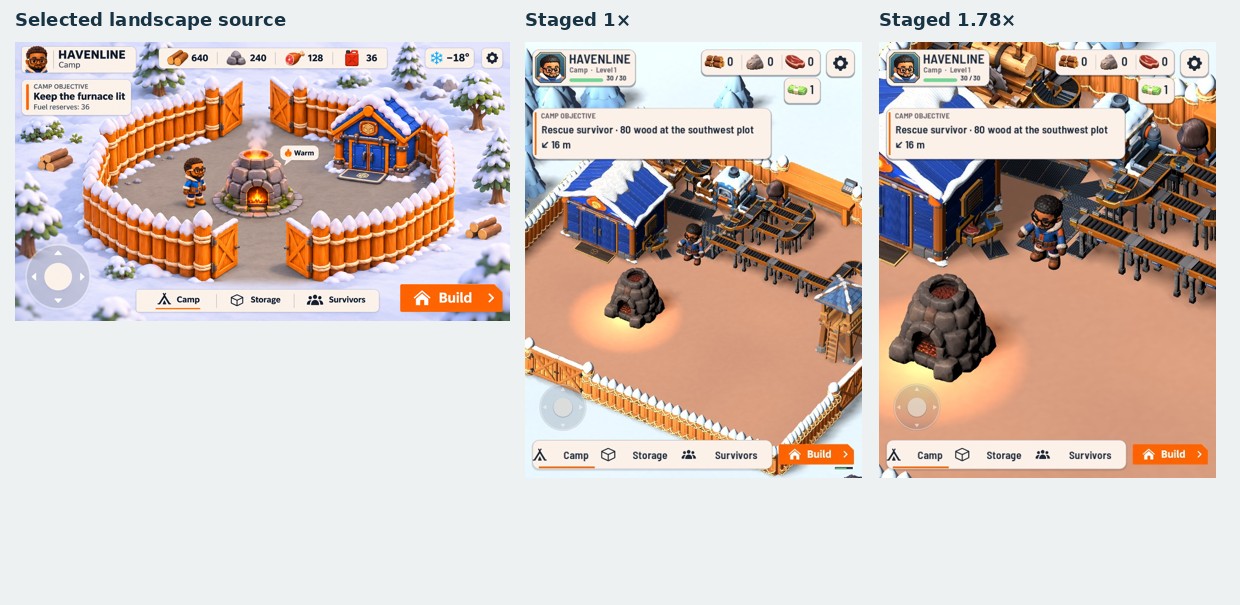 Selected landscape source
HAVENLINE
Camp
640
240
128
36
−18°
CAMP OBJECTIVE
Keep the furnace lit
Fuel reserves: 36
Warm
Camp
Storage
Survivors
Build
Staged 1×
HAVENLINE
Camp · Level 1
30 / 30
0
0
0
1
CAMP OBJECTIVE
Rescue survivor · 80 wood at the southwest plot
↙ 16 m
Camp
Storage
Survivors
Build
Staged 1.78×
HAVENLINE
Camp · Level 1
30 / 30
0
0
0
1
CAMP OBJECTIVE
Rescue survivor · 80 wood at the southwest plot
↙ 16 m
Camp
Storage
Survivors
Build